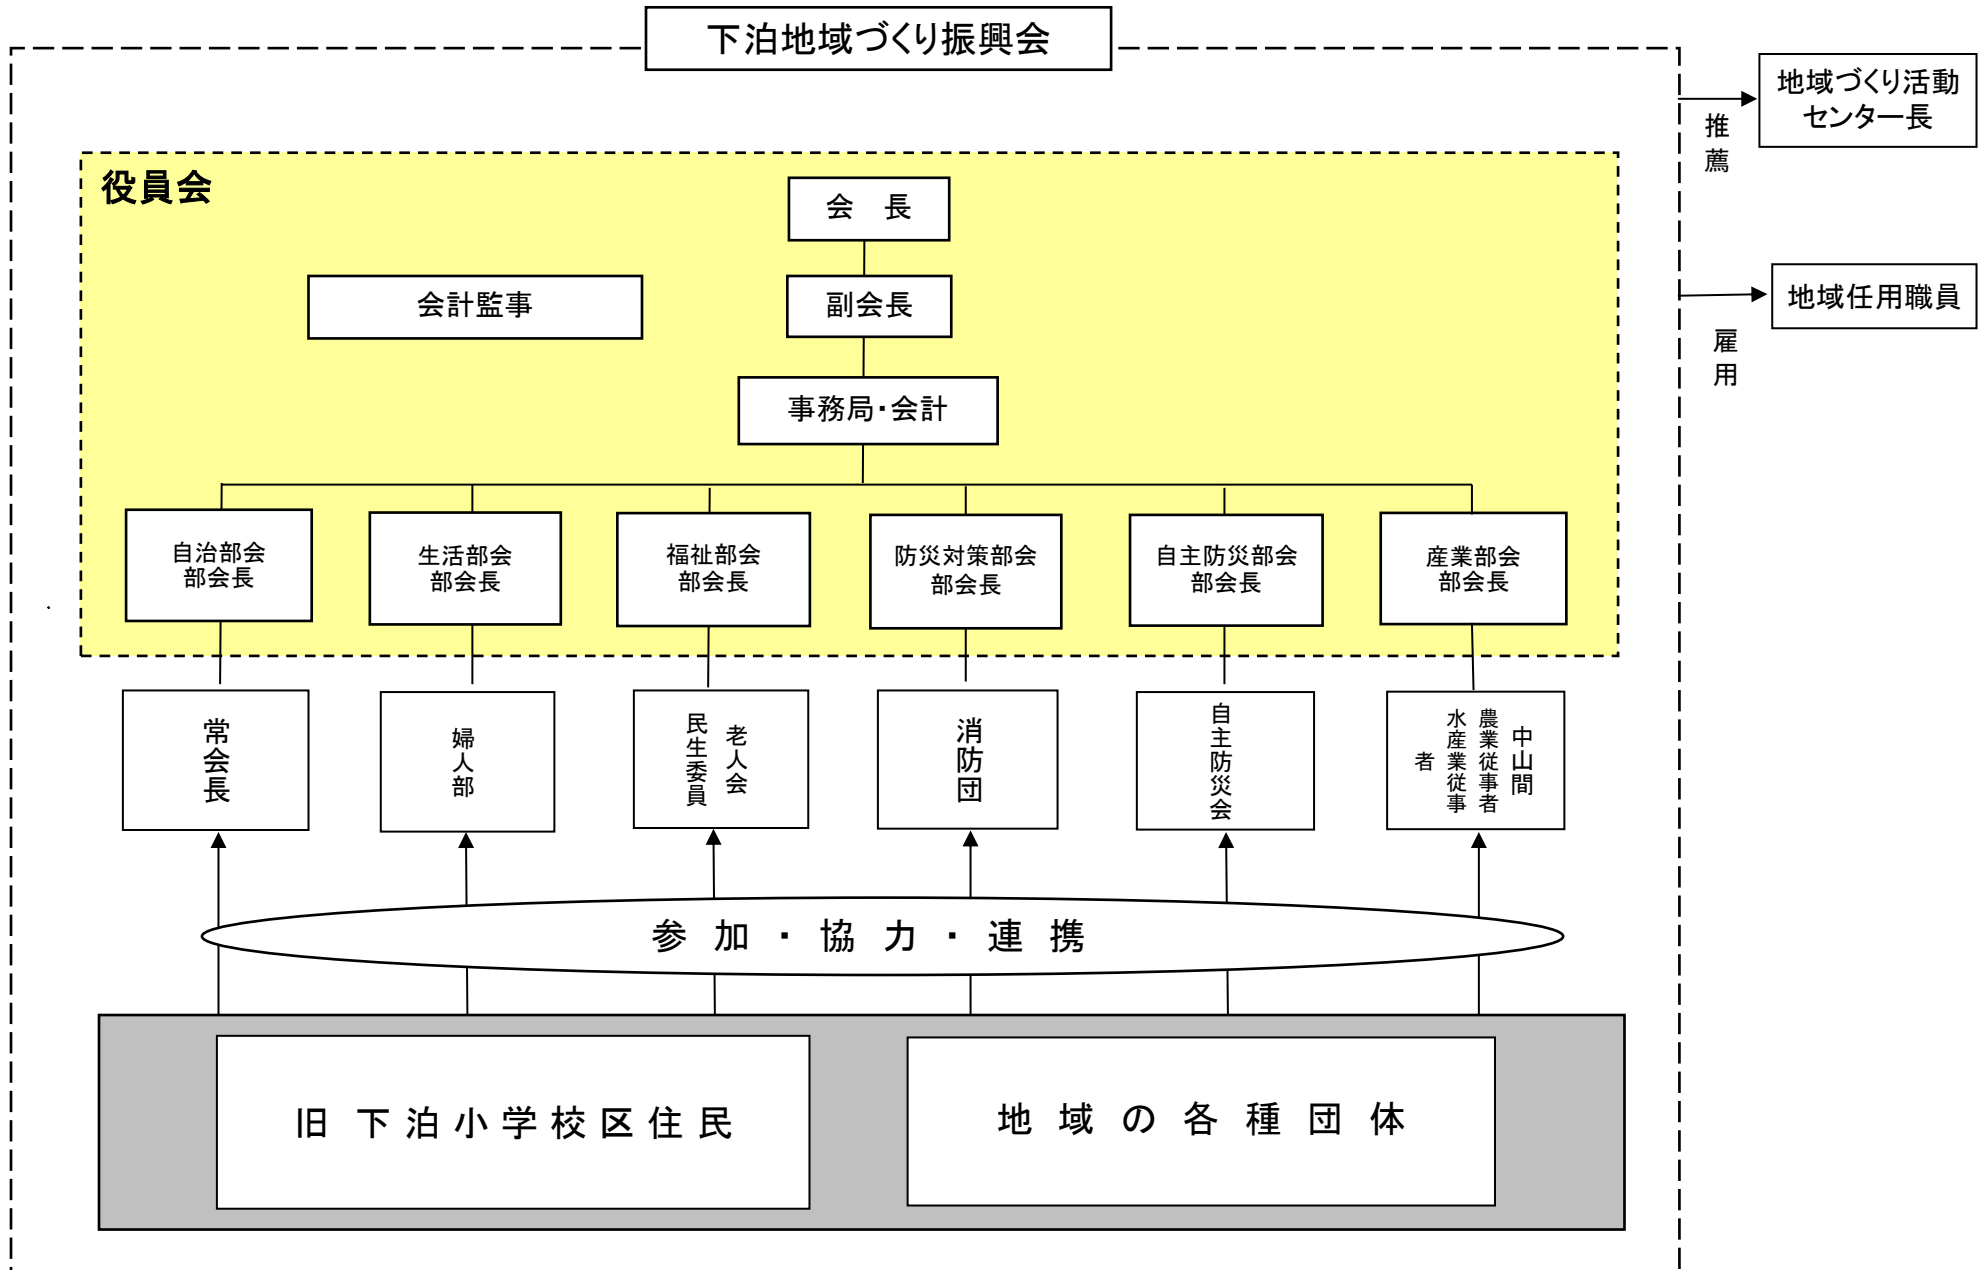 下泊地域づくり振興会
地域づくり活動
センター長
推薦
役員会
会　長
会計監事
副会長
地域任用職員
雇用
事務局・会計
自治部会
部会長
生活部会
部会長
福祉部会
部会長
防災対策部会
部会長
自主防災部会
部会長
産業部会
部会長
常会長
婦人部
老人会
民生委員
消防団
自主防災会
中山間
農業従事者
水産業従事
者
参加・協力・連携
旧下泊小学校区住民
地域の各種団体